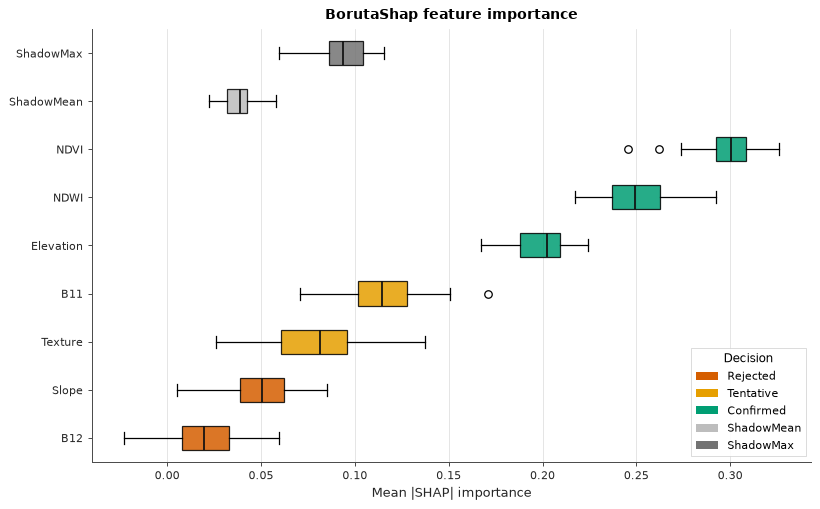 BorutaShap feature importance
ShadowMax
ShadowMean
NDVI
NDWI
Elevation
B11
Texture
Slope
B12
Decision
Rejected
Tentative
Confirmed
ShadowMean
ShadowMax
0.00 0.05 0.10 0.15 0.20 0.25 0.30
Mean |SHAP| importance